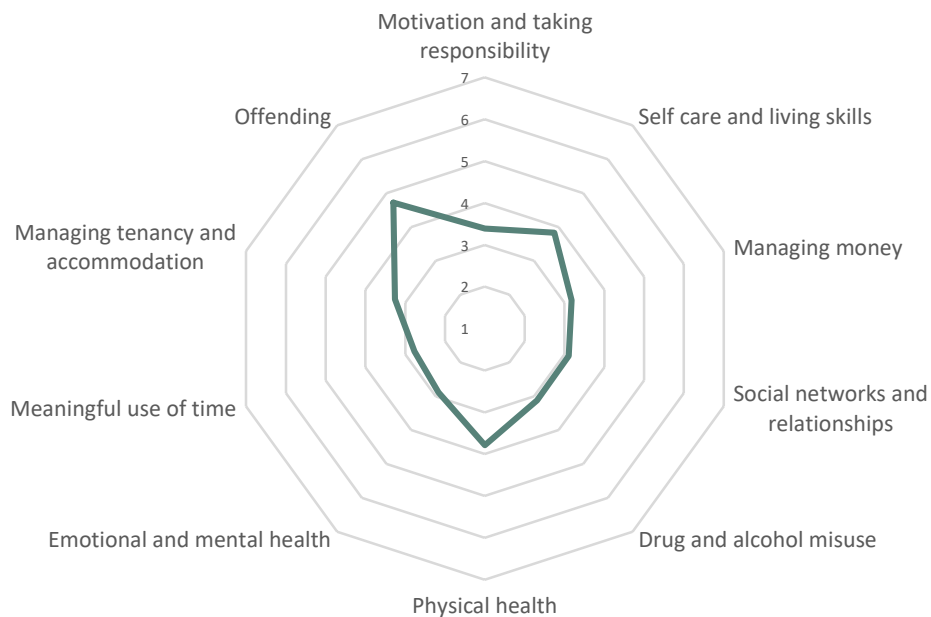 Motivation and taking
responsibility
7
6
5
4
3
2
1
Offending
Self care and living skills
Managing tenancy and
accommodation
Managing money
Meaningful use of time
Social networks and
relationships
Emotional and mental health
Drug and alcohol misuse
Physical health